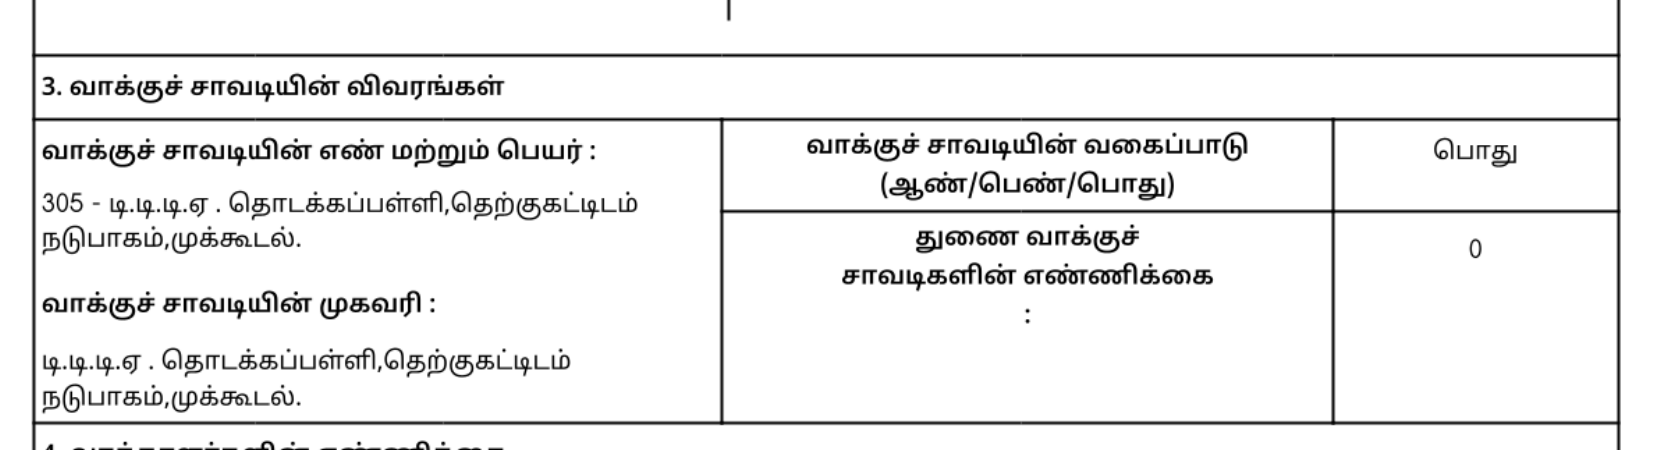 3. வாக்குச் சாவடியின் விவரங்கள்
வாக்குச் சாவடியின் எண் மற்றும் பெயர் :
305 - டி.டி.டி.ஏ . தொடக்கப்பள்ளி,தெற்குகட்டிடம்
நடுபாகம்,முக்கூடல்.
வாக்குச் சாவடியின் முகவரி :
டி.டி.டி.ஏ . தொடக்கப்பள்ளி,தெற்குகட்டிடம்
நடுபாகம்,முக்கூடல்.
வாக்குச் சாவடியின் வகைப்பாடு
(ஆண்/பெண்/பொது)
பொது
துணை வாக்குச்
சாவடிகளின் எண்ணிக்கை
:
0